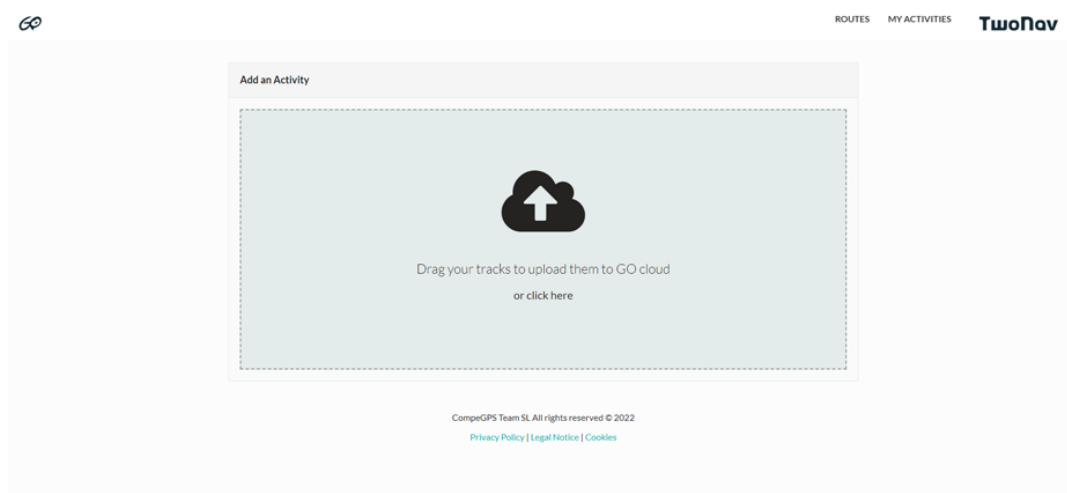 GO
ROUTES MY ACTIVITIES TwoNav
Add an Activity
Drag your tracks to upload them to GO cloud
or click here
CompeGPS Team SL All rights reserved © 2022
Privacy Policy | Legal Notice | Cookies